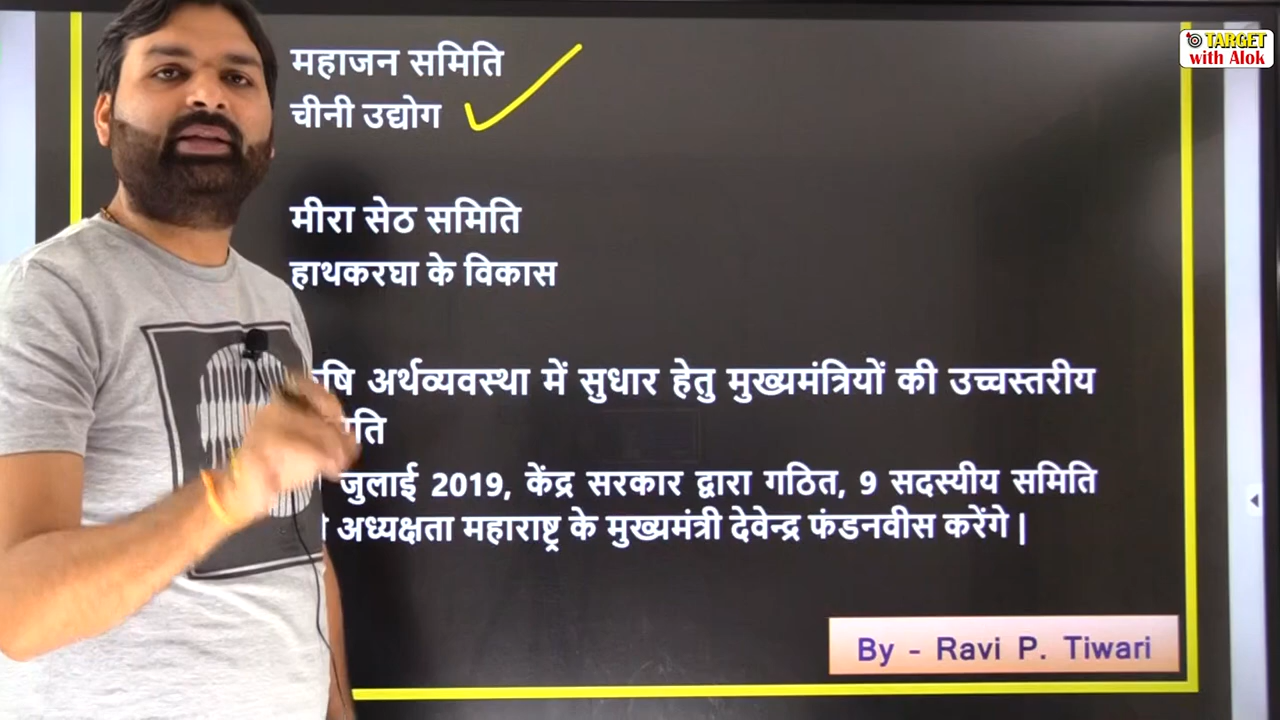 TARGET
with Alok
महाजन समिति
चीनी उद्योग
मीरा सेठ समिति
हाथकरघा के विकास
अर्थव्यवस्था में सुधार हेतु मुख्यमंत्रियों की उच्चस्तरीय
जुलाई 2019, केंद्र सरकार द्वारा गठित, 9 सदस्यीय समिति
अध्यक्षता महाराष्ट्र के मुख्यमंत्री देवेन्द्र फंडनवीस करेंगे |
By - Ravi P. Tiwari